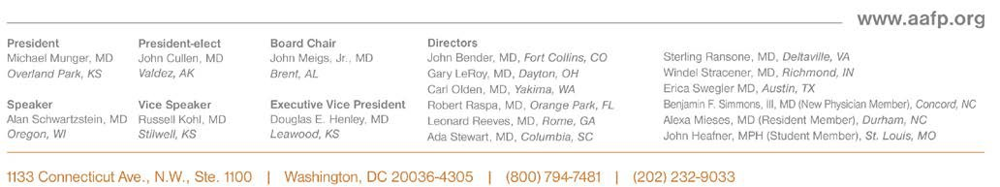 www.aafp.org
President
Michael Munger, MD
Overland Park, KS
President-elect
John Cullen, MD
Valdez, AK
Board Chair
John Meigs, Jr., MD
Brent, AL
Speaker
Alan Schwartzstein, MD
Oregon, WI
Vice Speaker
Russell Kohl, MD
Stilwell, KS
Executive Vice President
Douglas E. Henley, MD
Leawood, KS
Directors
John Bender, MD, Fort Collins, CO
Gary LeRoy, MD, Dayton, OH
Carl Olden, MD, Yakima, WA
Robert Raspa, MD, Orange Park, FL
Leonard Reeves, MD, Rome, GA
Ada Stewart, MD, Columbia, SC
Sterling Ransone, MD, Deltaville, VA
Windel Stracener, MD, Richmond, IN
Erica Swegler MD, Austin, TX
Benjamin F. Simmons, III, MD (New Physician Member), Concord, NC
Alexa Mieses, MD (Resident Member), Durham, NC
John Heafner, MPH (Student Member), St. Louis, MO
1133 Connecticut Ave., N.W., Ste. 1100 | Washington, DC 20036-4305 | (800) 794-7481 | (202) 232-9033